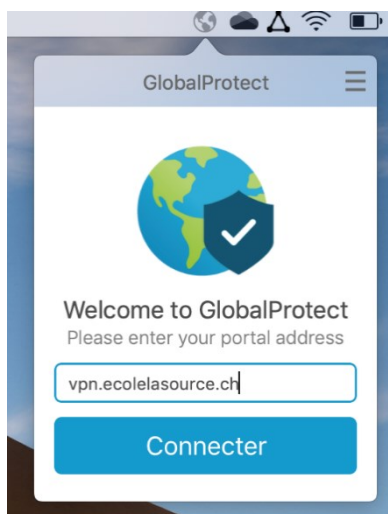 GlobalProtect
Welcome to GlobalProtect
Please enter your portal address
vpn.ecolelasource.ch
Connecter